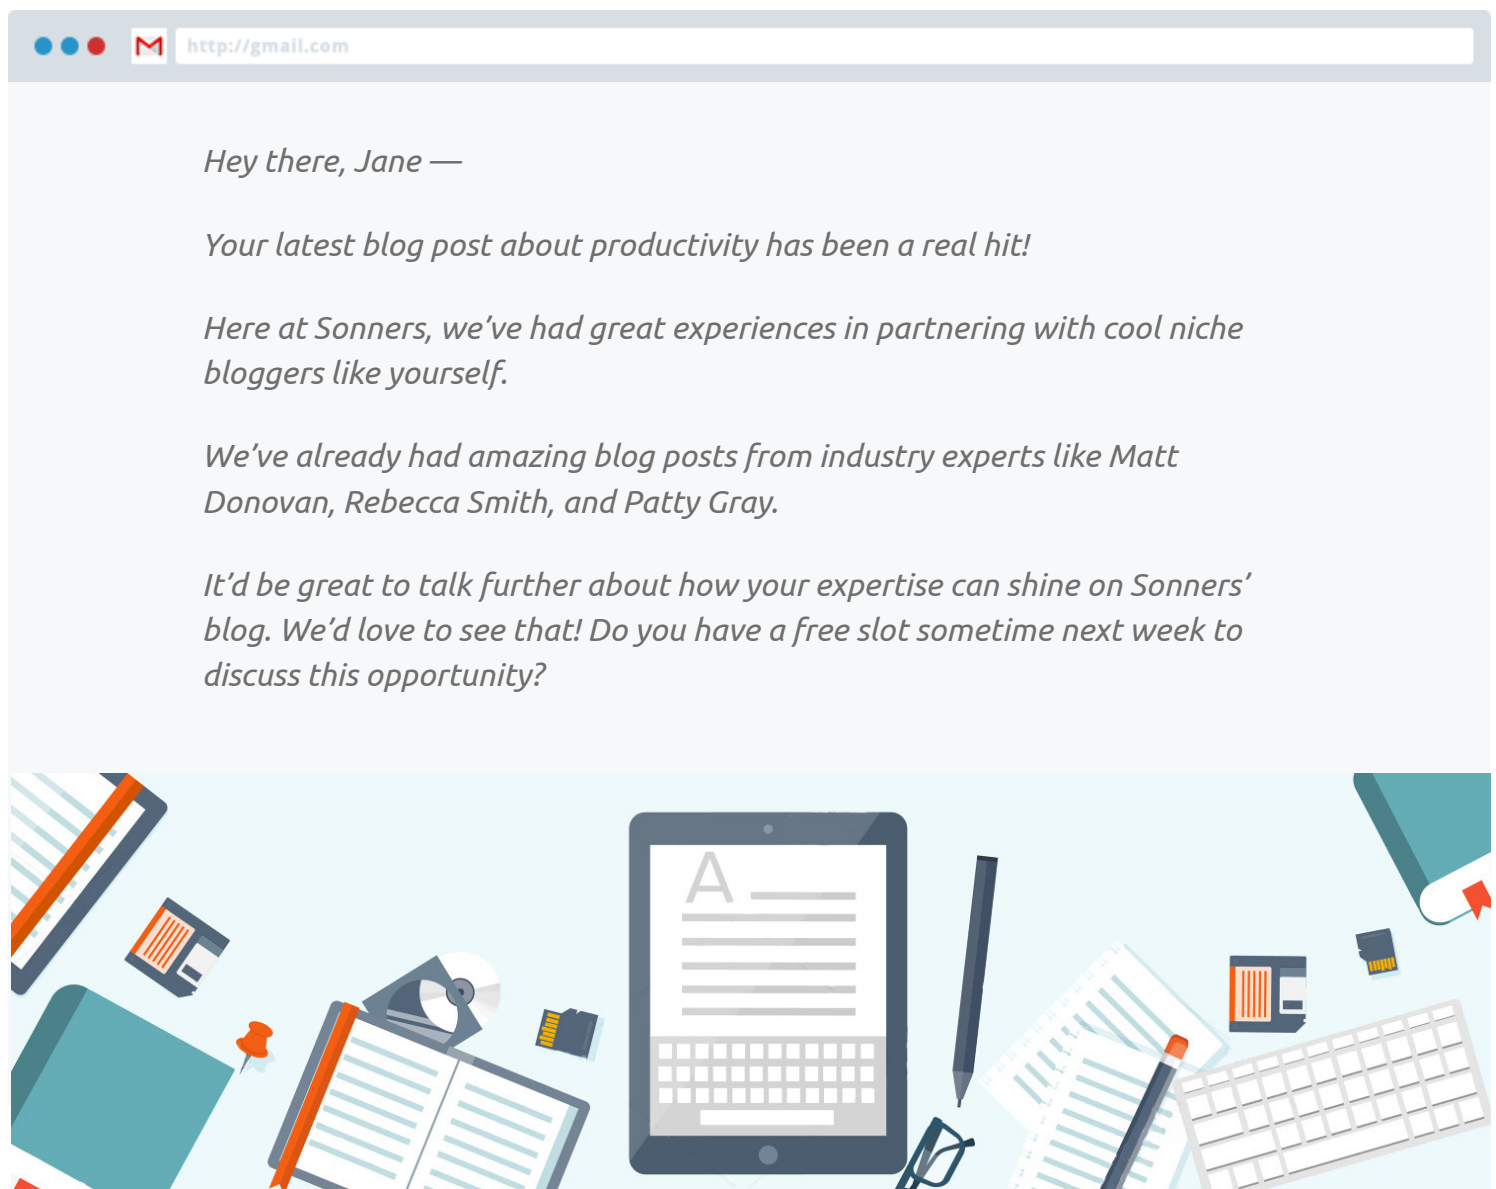 http://gmail.com
Hey there, Jane —
Your latest blog post about productivity has been a real hit!
Here at Sonners, we’ve had great experiences in partnering with cool niche
bloggers like yourself.
We’ve already had amazing blog posts from industry experts like Matt
Donovan, Rebecca Smith, and Patty Gray.
It’d be great to talk further about how your expertise can shine on Sonners’
blog. We’d love to see that! Do you have a free slot sometime next week to
discuss this opportunity?
A